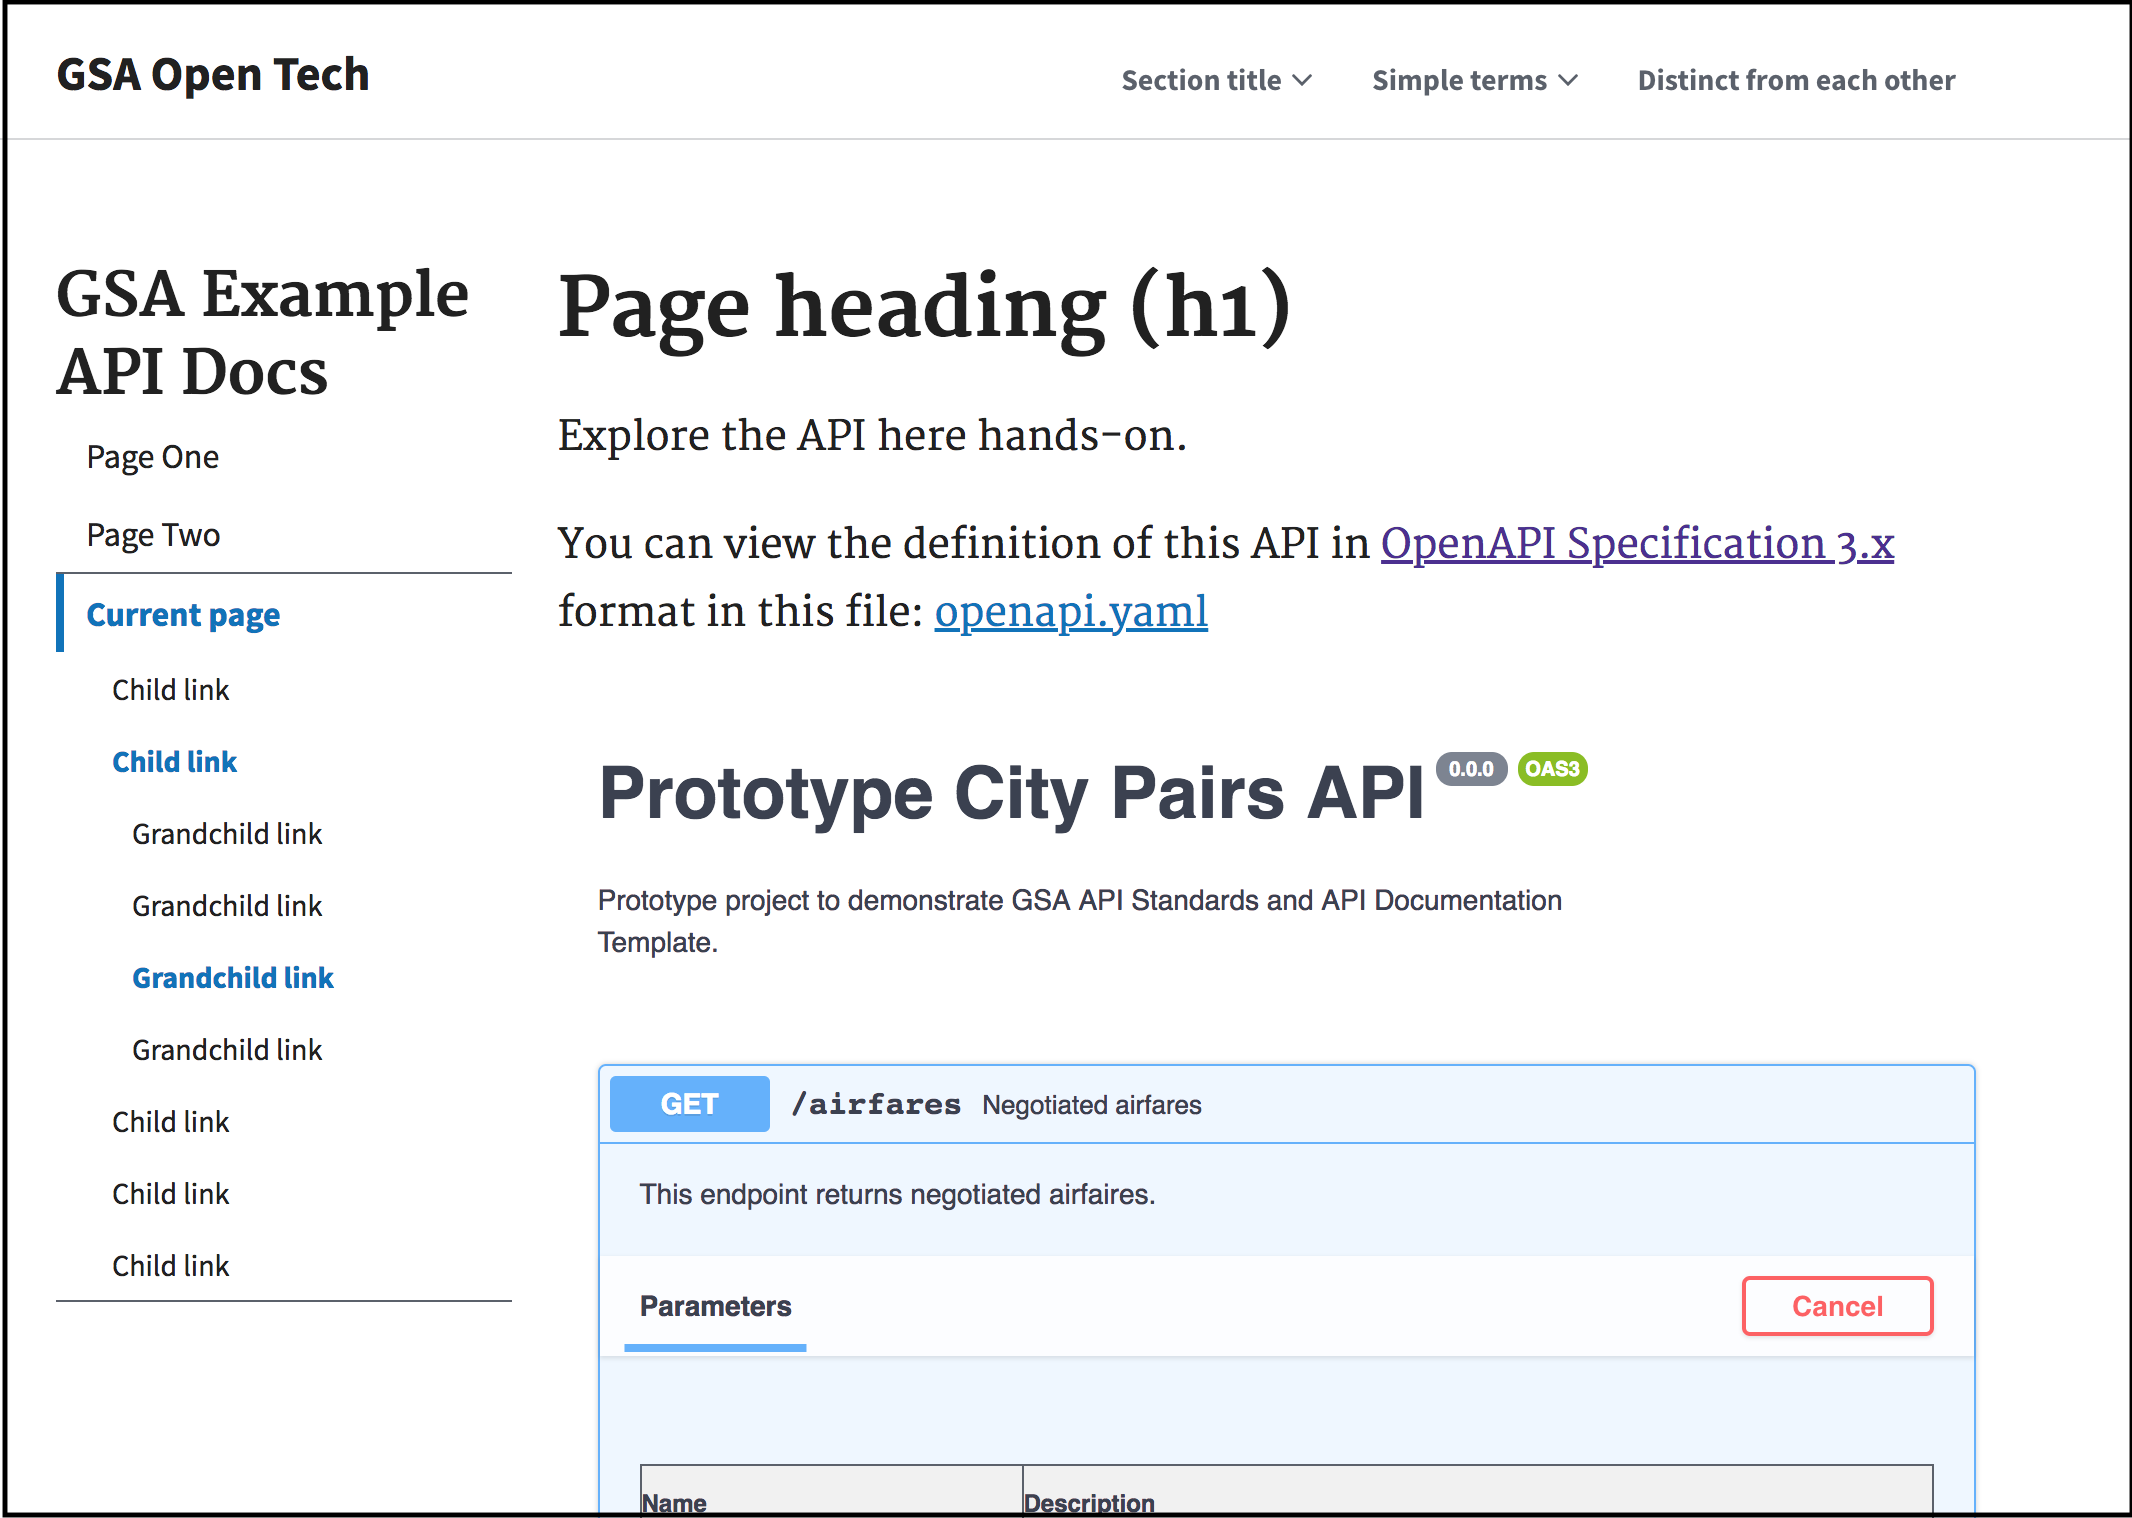 GSA Open Tech
Section title
Simple terms
Distinct from each other
GSA Example
API Docs
Page One
Page Two
Current page
Child link
Child link
Grandchild link
Grandchild link
Grandchild link
Grandchild link
Child link
Child link
Child link
Page heading (h1)
Explore the API here hands-on.
You can view the definition of this API in OpenAPI Specification 3.x
format in this file: openapi.yaml
Prototype City Pairs API 0.0.0 OAS3
Prototype project to demonstrate GSA API Standards and API Documentation
Template.
GET /airfares Negotiated airfares
This endpoint returns negotiated airfaires.
Parameters
Cancel
Name
Description